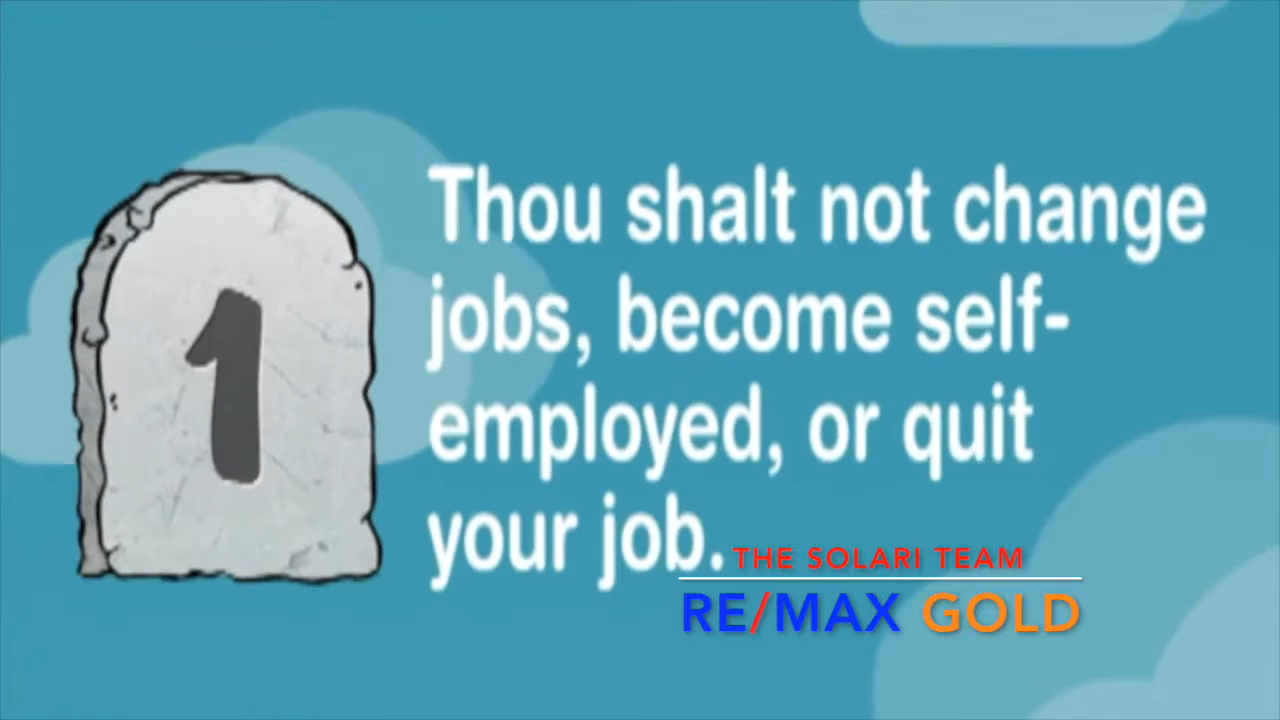 1
Thou shalt not change
jobs, become self-
employed, or quit
your job.
THE SOLARI TEAM
RE/MAX GOLD